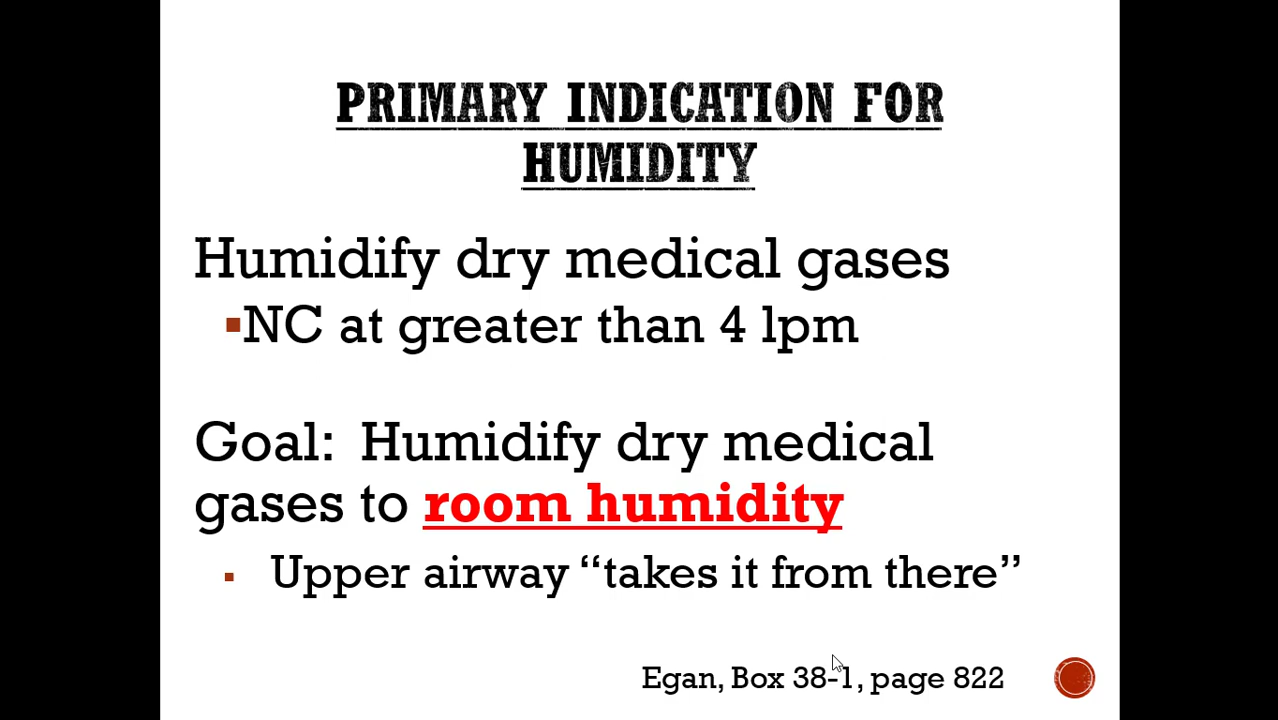 PRIMARY INDICATION FOR
HUMIDITY
Humidify dry medical gases
▪NC at greater than 4 lpm
Goal:  Humidify dry medical
gases to room humidity
▪ Upper airway “takes it from there”
Egan, Box 38-1, page 822